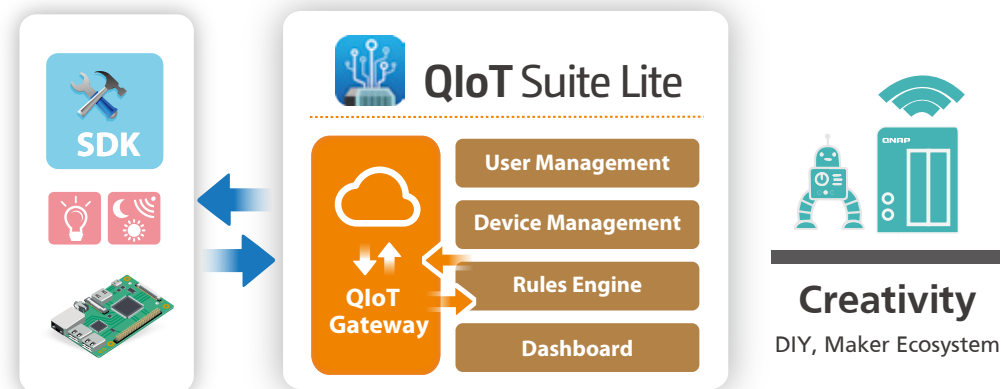 SDK
QIoT Suite Lite
QIoT
Gateway
User Management
Device Management
Rules Engine
Dashboard
QNAP
Creativity
DIY, Maker Ecosystem